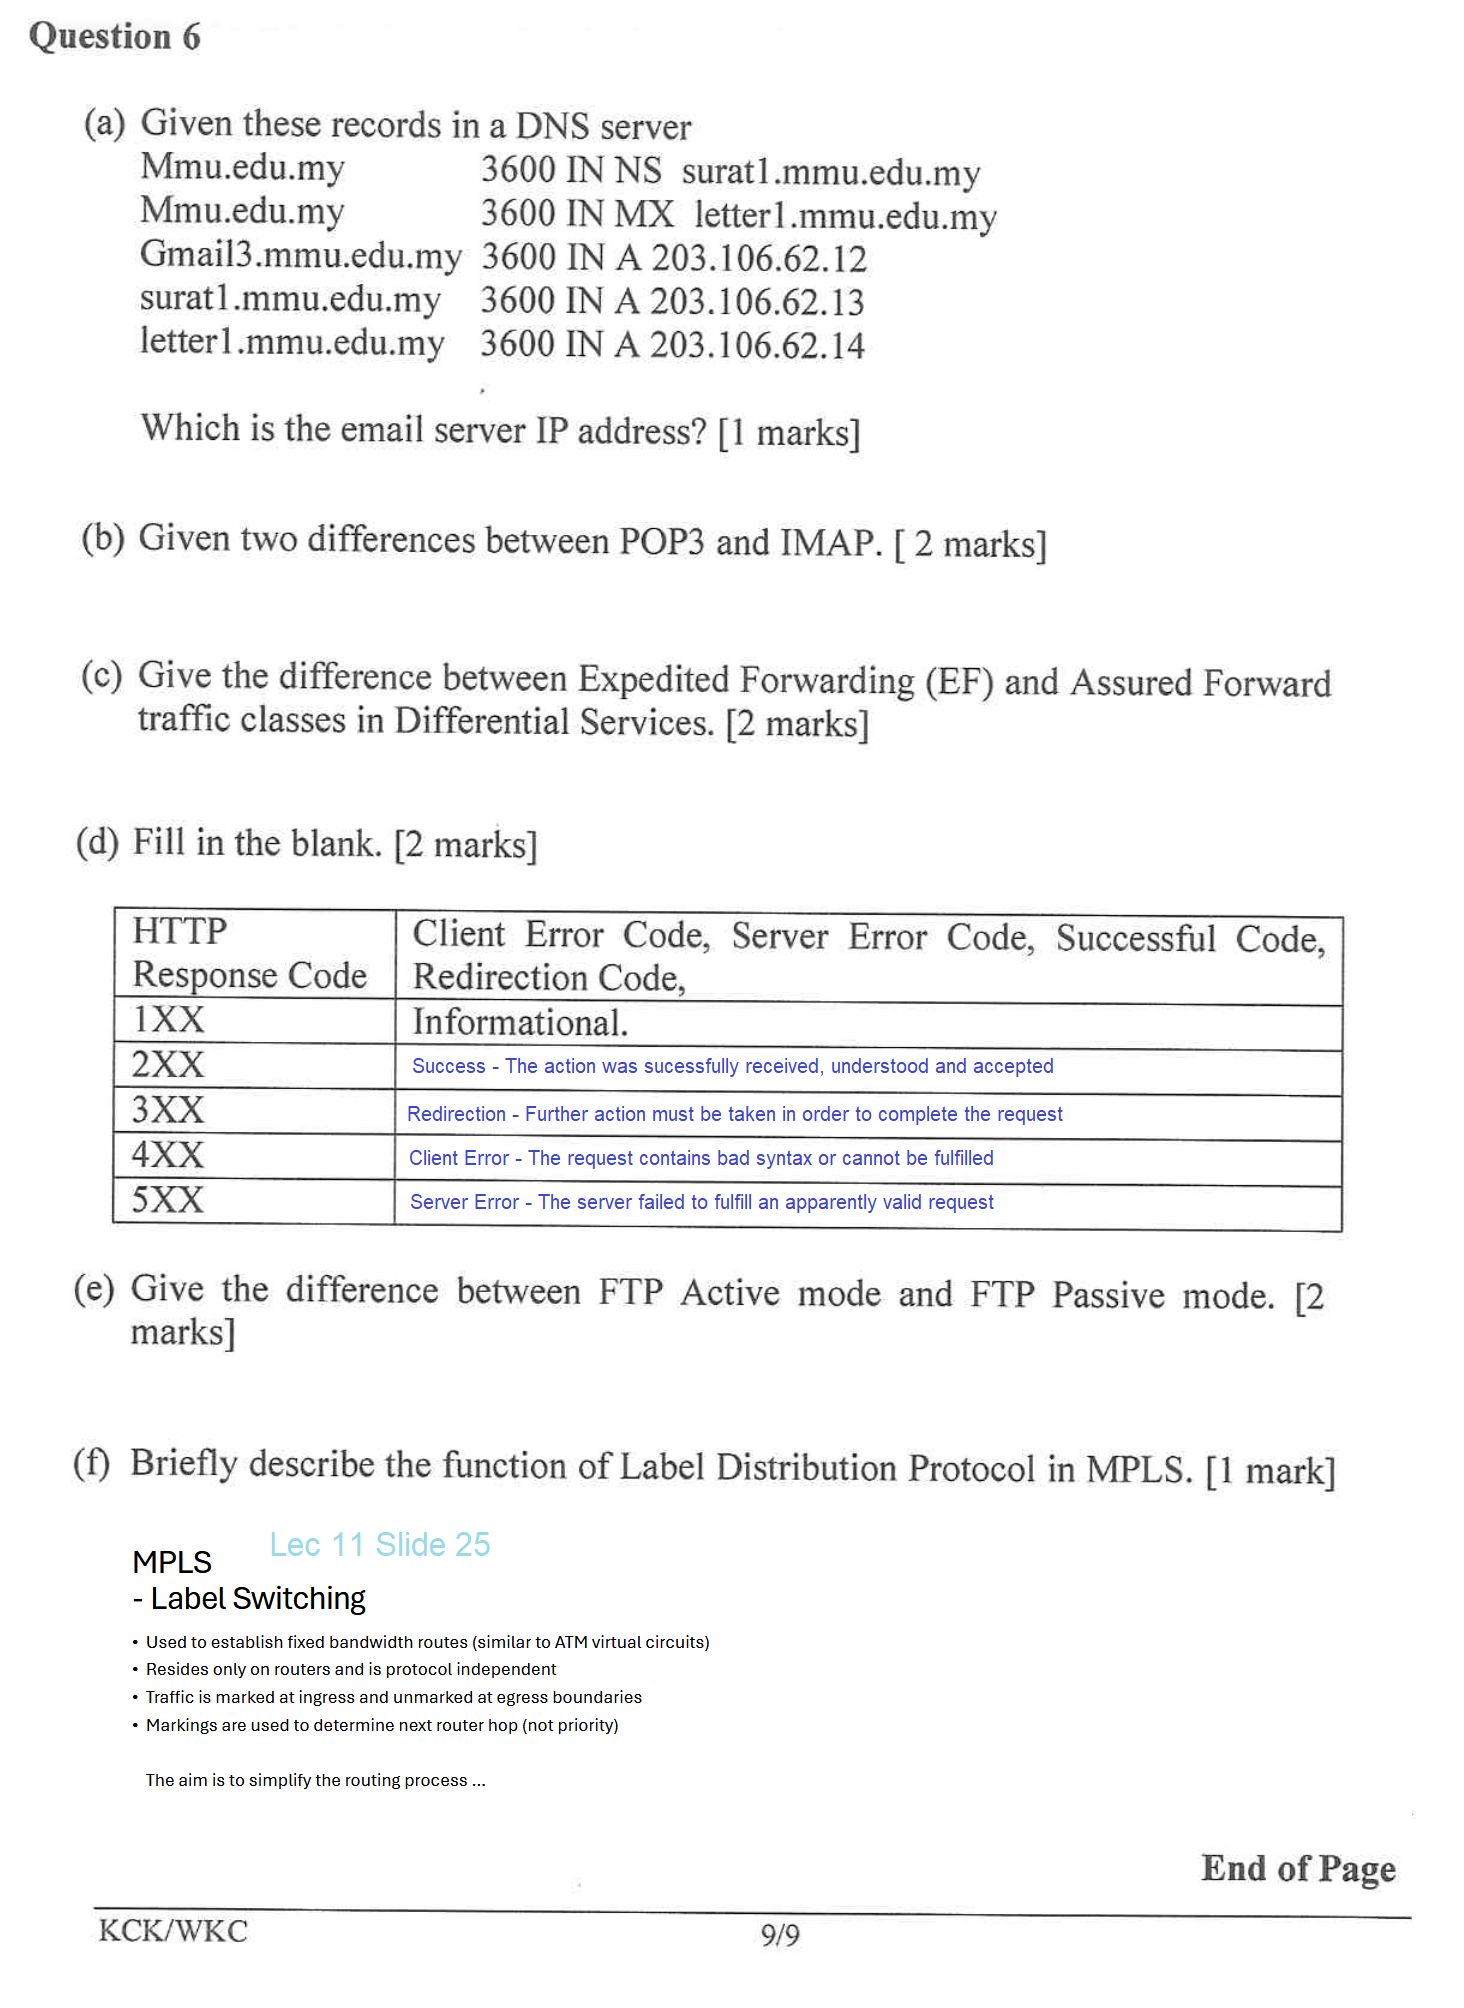 Question 6
(a) Given these records in a DNS server
Mmu.edu.my 3600 IN NS surat1.mmu.edu.my
Mmu.edu.my 3600 IN MX letter1.mmu.edu.my
Gmail3.mmu.edu.my 3600 IN A 203.106.62.12
surat1.mmu.edu.my 3600 IN A 203.106.62.13
letter1.mmu.edu.my 3600 IN A 203.106.62.14
Which is the email server IP address? [1 marks]
(b) Given two differences between POP3 and IMAP. [ 2 marks]
(c) Give the difference between Expedited Forwarding (EF) and Assured Forward
traffic classes in Differential Services. [2 marks]
(d) Fill in the blank. [2 marks]
HTTP Client Error Code, Server Error Code, Successful Code,
Response Code Redirection Code,
1XX Informational.
2XX Success - The action was sucessfully received, understood and accepted
3XX Redirection - Further action must be taken in order to complete the request
4XX Client Error - The request contains bad syntax or cannot be fulfilled
5XX Server Error - The server failed to fulfill an apparently valid request
(e) Give the difference between FTP Active mode and FTP Passive mode. [2
marks]
(f) Briefly describe the function of Label Distribution Protocol in MPLS. [1 mark]
Lec 11 Slide 25
MPLS
- Label Switching
• Used to establish fixed bandwidth routes (similar to ATM virtual circuits)
• Resides only on routers and is protocol independent
• Traffic is marked at ingress and unmarked at egress boundaries
• Markings are used to determine next router hop (not priority)
The aim is to simplify the routing process ...
End of Page
KCK/WKC 9/9